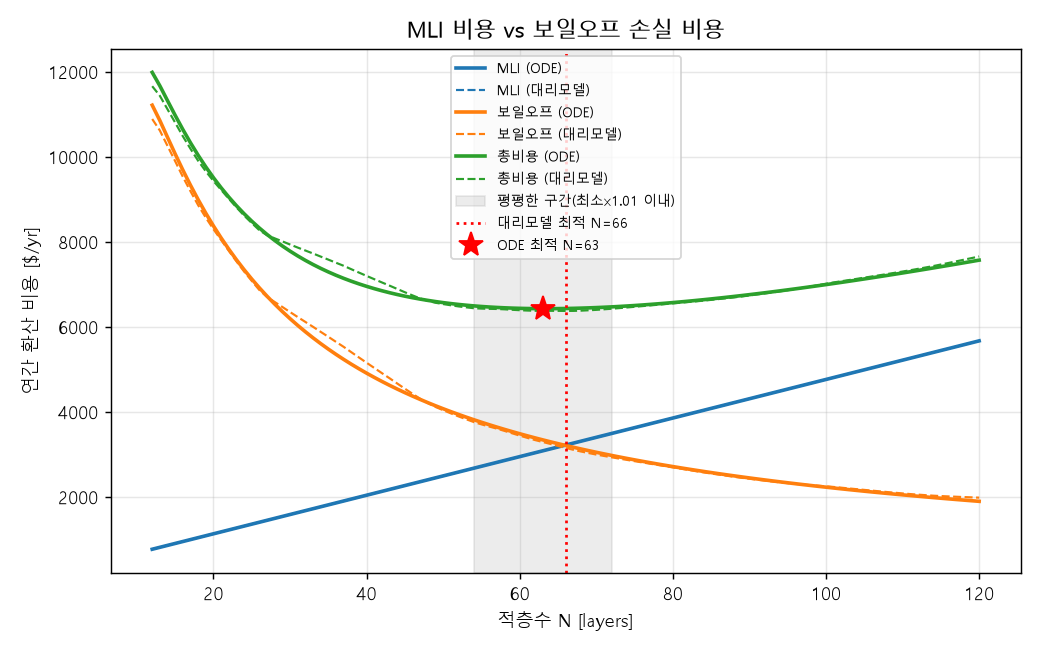 MLI 비용 vs 보일오프 손실 비용
연간 환산 비용 [$/yr]
12000
10000
8000
6000
4000
2000
MLI (ODE)
MLI (대리모델)
보일오프 (ODE)
보일오프 (대리모델)
총비용 (ODE)
총비용 (대리모델)
평평한 구간(최소×1.01 이내)
대리모델 최적 N=66
ODE 최적 N=63
20 40 60 80 100 120
적층수 N [layers]